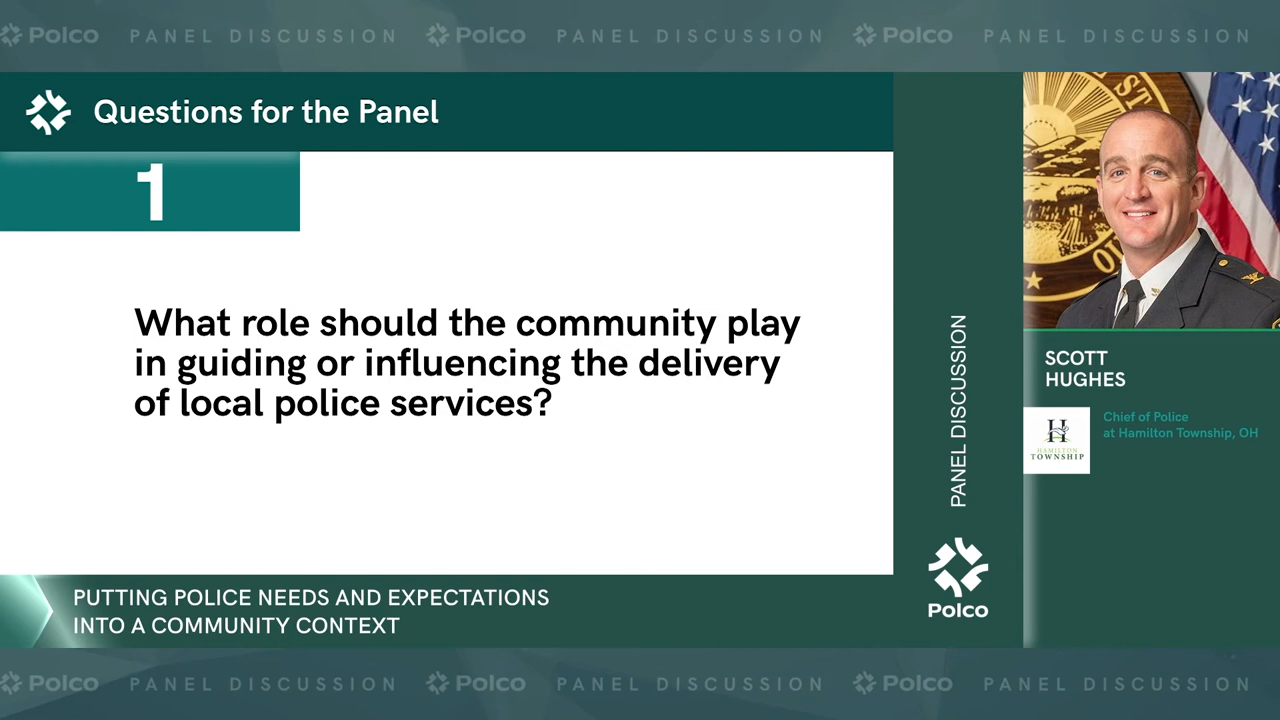 Polco PANEL DISCUSSION Polco PANEL DISCUSSION Polco PANEL DISCUSSION
Questions for the Panel
1
What role should the community play
in guiding or influencing the delivery
of local police services?
PUTTING POLICE NEEDS AND EXPECTATIONS
INTO A COMMUNITY CONTEXT
PANEL DISCUSSION
Polco
SCOTT
HUGHES
H
HAMILTON
TOWNSHIP
Chief of Police
at Hamilton Township, OH
Polco PANEL DISCUSSION Polco PANEL DISCUSSION Polco PANEL DISCUSSION